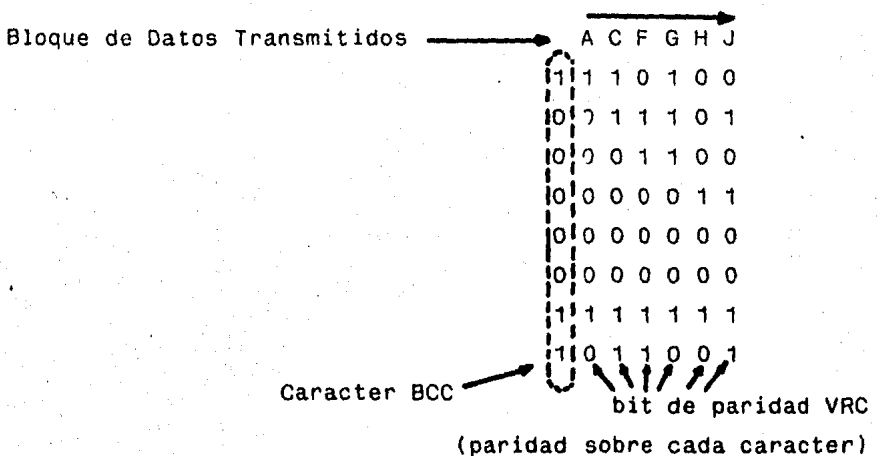 Bloque de Datos Transmitidos A C F G H J
1 1 1 0 1 0 0
0 0 1 1 1 0 1
0 0 0 1 1 0 0
0 0 0 0 0 1 1
0 0 0 0 0 0 0
0 0 0 0 0 0 0
1 1 1 1 1 1 1
1 0 1 1 0 0 1
Caracter BCC
bit de paridad VRC
(paridad sobre cada caracter)